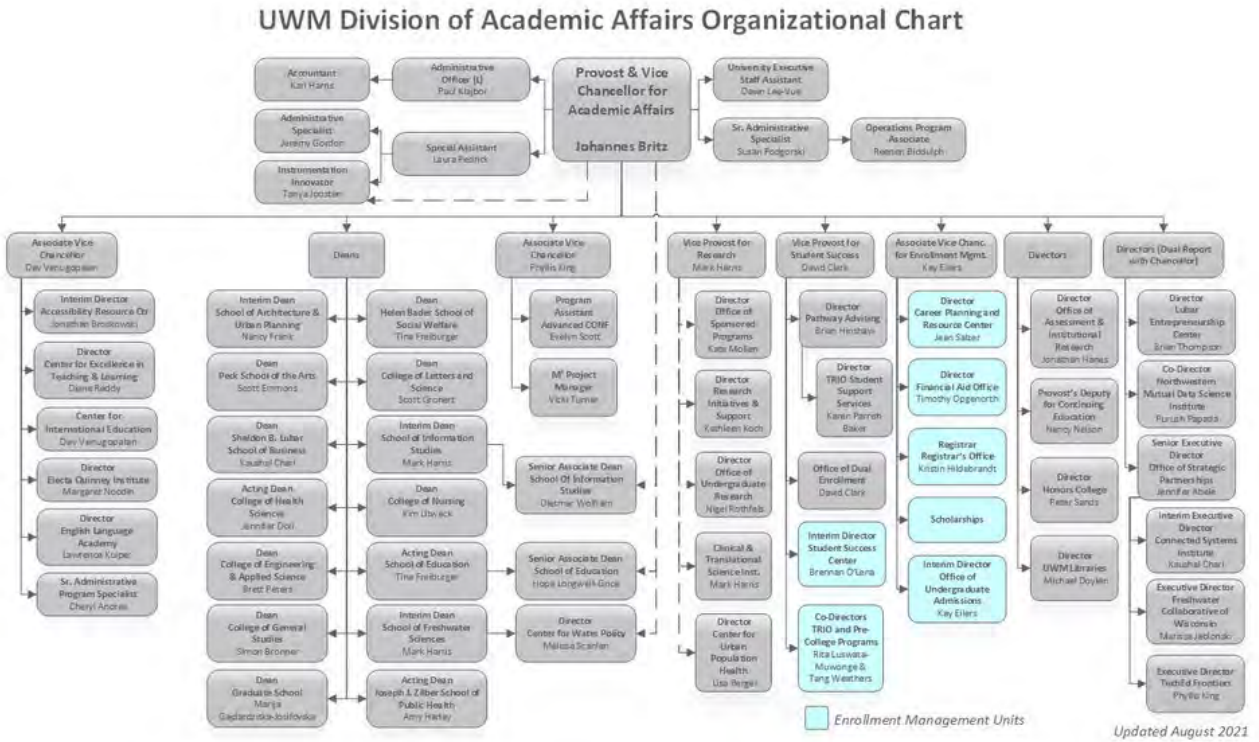 UWM Division of Academic Affairs Organizational Chart
Accountant
Administrative
Officer (L)
Paul Klajbor
Provost & Vice
Chancellor for
Academic Affairs
Johannes Britz
University Executive
Staff Assistant
Administrative
Specialist
Jeremy Gordon
Special Assistant
Laura Pedrick
Sr. Administrative
Specialist
Susan Podgorski
Operations Program
Associate
Reenen Biddulph
Instrumentation
Innovator
Tanya Joosten
Associate Vice
Chancellor
Dev Venugopalan
Deans
Associate Vice
Chancellor
Phyllis King
Vice Provost for
Research
Mark Harris
Vice Provost for
Student Success
David Clark
Associate Vice Chanc.
for Enrollment Mgmt.
Kay Eilers
Directors
Directors (Dual Report
with Chancellor)
Interim Director
Accessibility Resource Ctr
Director
Center for Excellence in
Teaching & Learning
Diane Reddy
Center for
International Education
Dev Venugopalan
Director
Electa Quinney Institute
Margaret Noodin
Director
English Language
Academy
Lawrence Kuiper
Sr. Administrative
Program Specialist
Cheryl Andres
Interim Dean
School of Architecture &
Urban Planning
Nancy Frank
Dean
Peck School of the Arts
Scott Emmons
Dean
Sheldon B. Lubar
School of Business
Kaushal Chari
Acting Dean
College of Health
Sciences
Jennifer Doll
Dean
College of Engineering
& Applied Science
Brett Peters
Dean
College of General
Studies
Simon Bronner
Dean
Graduate School
Marija
Gajdardziska-Josifovska
Dean
Helen Bader School of
Social Welfare
Tina Freiburger
Dean
College of Letters and
Science
Scott Gronert
Interim Dean
School of Information
Studies
Mark Harris
Dean
College of Nursing
Kim Litwack
Acting Dean
School of Education
Tina Freiburger
Interim Dean
School of Freshwater
Sciences
Mark Harris
Acting Dean
Joseph J. Zilber School of
Public Health
Amy Harley
Program
Assistant
Advanced CONF
Evelyn Scott
M³ Project
Manager
Vicki Turner
Senior Associate Dean
School Of Information
Studies
Dietmar Wolfram
Senior Associate Dean
School of Education
Hope Longwell-Grice
Director
Center for Water Policy
Melissa Scanlan
Director
Office of
Sponsored
Programs
Kate Mollen
Director
Research
Initiatives &
Support
Kathleen Koch
Director
Office of
Undergraduate
Research
Nigel Rothfels
Clinical &
Translational
Science Inst.
Mark Harris
Director
Center for
Urban
Population
Health
Lisa Berger
Director
Pathway Advising
Brian Hinshaw
Director
TRIO Student
Support
Services
Karen Parrish
Baker
Office of Dual
Enrollment
David Clark
Interim Director
Student Success
Center
Brennan O'Lena
Co-Directors
TRIO and Pre-
College Programs
Rita Luswata-
Muwonge &
Tang Weathers
Director
Career Planning and
Resource Center
Jean Salzer
Director
Financial Aid Office
Timothy Opgenorth
Registrar
Registrar's Office
Kristin Hildebrandt
Scholarships
Interim Director
Office of
Undergraduate
Admissions
Kay Eilers
Director
Office of
Assessment &
Institutional
Research
Jonathan Hanes
Provost's Deputy
for Continuing
Education
Nancy Nelson
Director
Honors College
Peter Sands
Director
UWM Libraries
Michael Doylen
Director
Lubar
Entrepreneurship
Center
Brian Thompson
Co-Director
Northwestern
Mutual Data Science
Institute
Purush Papatla
Senior Executive
Director
Office of Strategic
Partnerships
Jennifer Abele
Interim Executive
Director
Connected Systems
Institute
Kaushal Chari
Executive Director
Freshwater
Collaborative of
Wisconsin
Marissa Jablonski
Executive Director
TechEd Frontiers
Phyllis King
Enrollment Management Units
Updated August 2021